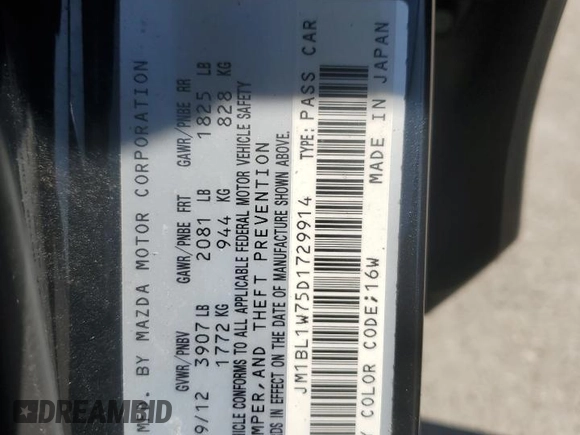 MFD. BY MAZDA MOTOR CORPORATION
GVWR/PNBV GAWR/PNBE FRT GAWR/PNBE RR
9/12 3907 LB 2081 LB 1825 LB
1772 KG 944 KG 828 KG
VEHICLE CONFORMS TO ALL APPLICABLE FEDERAL MOTOR VEHICLE SAFETY
BUMPER, AND THEFT PREVENTION
IN EFFECT ON THE DATE OF MANUFACTURE SHOWN ABOVE.
JM1BL1W75D1729914 TYPE: PASS CAR
COLOR CODE;16W MADE IN JAPAN
DREAMBID